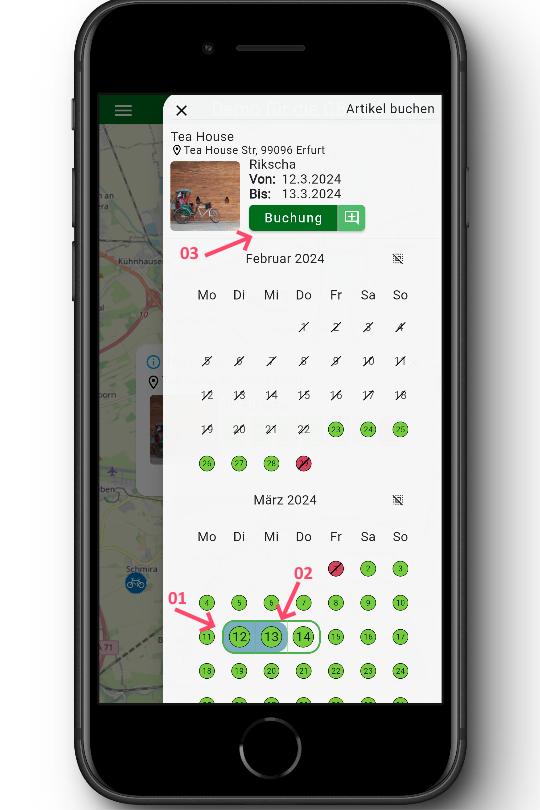 Artikel buchen
Tea House
Tea House Str, 99096 Erfurt
Rikscha
Von: 12.3.2024
Bis: 13.3.2024
Buchung
03
Februar 2024
Kuhnhause
Mo Di Mi Do Fr Sa So
1 2 3 4
10
5 6 7 8 9 10 11
12 13 14 15 16 17 18
19 20 21 22 23 24 25
26 27 28 29
März 2024
Mo Di Mi Do Fr Sa So
Schmira
02
1 2 3
01
4 5 6 7 8 9 10
11 12 13 14 15 16 17
A 71
18 19 20 21 22 23 24